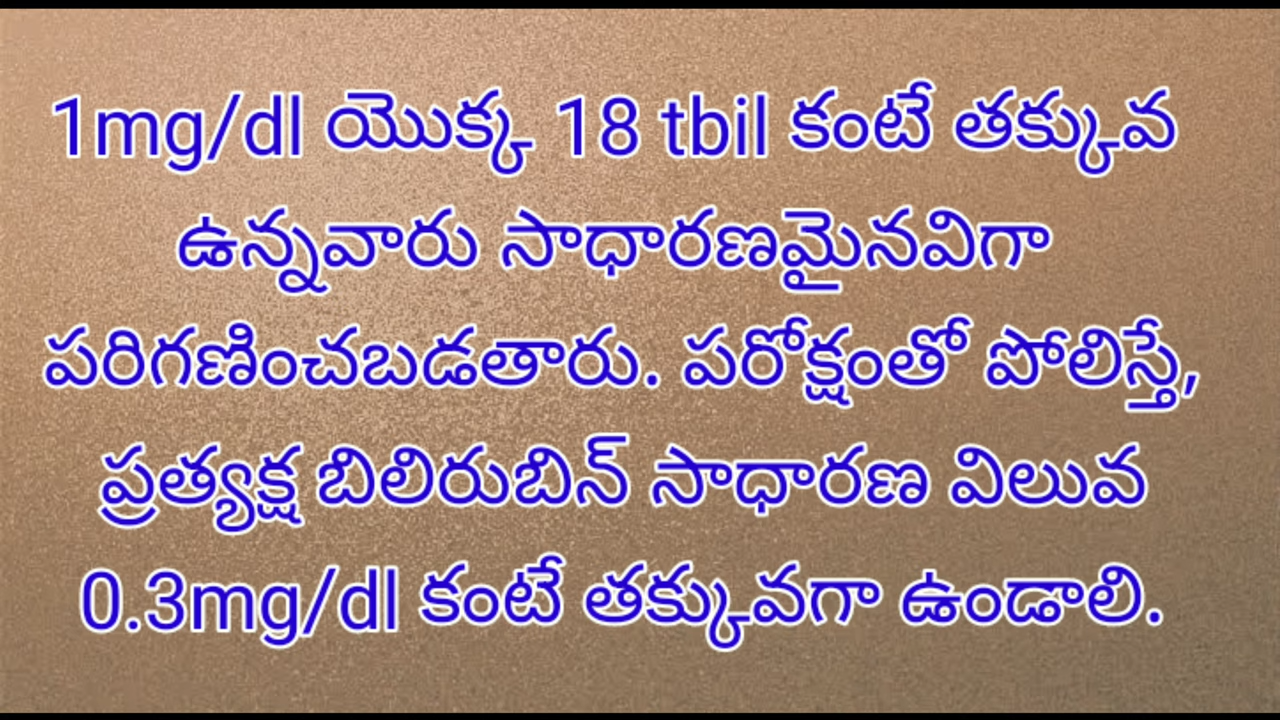 1mg/dl యొక్క 18 tbil కంటే తక్కువ
ఉన్నవారు సాధారణమైనవిగా
పరిగణించబడతారు. పరోక్షంతో పోలిస్తే,
ప్రత్యక్ష బిలిరుబిన్ సాధారణ విలువ
0.3mg/dl కంటే తక్కువగా ఉండాలి.